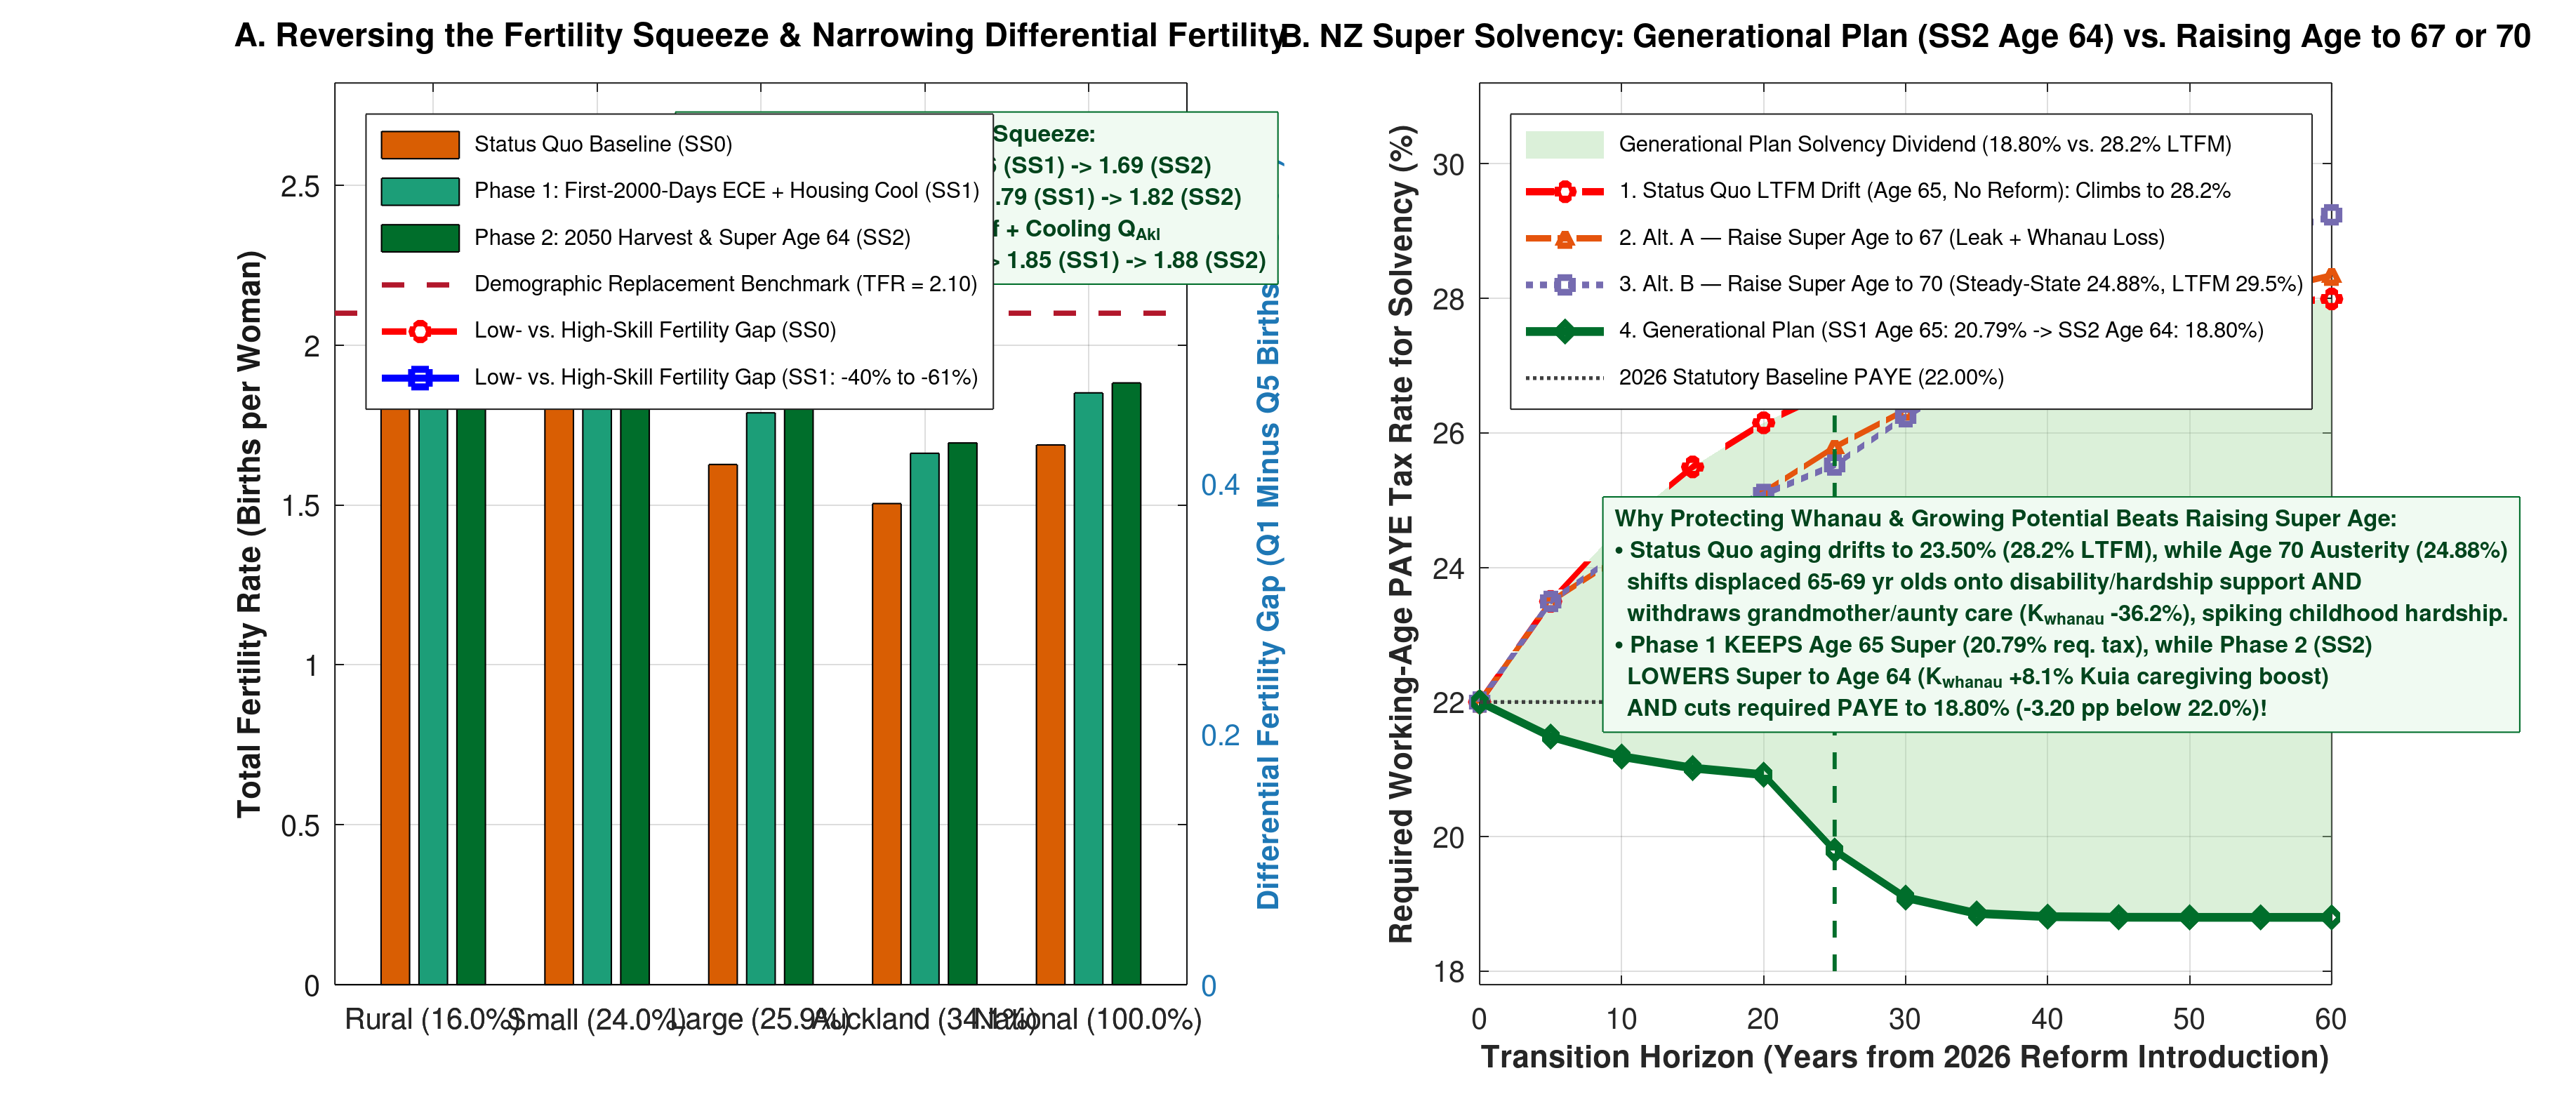 A. Reversing the Fertility Squeeze & Narrowing Differential Fertility
B. NZ Super Solvency: Generational Plan (SS2 Age 64) vs. Raising Age to 67 or 70
Total Fertility Rate (Births per Woman)
2.5
2
1.5
1
0.5
0
Status Quo Baseline (SS0)
Phase 1: First-2000-Days ECE + Housing Cool (SS1)
Phase 2: 2050 Harvest & Super Age 64 (SS2)
Demographic Replacement Benchmark (TFR = 2.10)
Low- vs. High-Skill Fertility Gap (SS0)
Low- vs. High-Skill Fertility Gap (SS1: -40% to -61%)
Squeeze:
(SS1) -> 1.69 (SS2)
.79 (SS1) -> 1.82 (SS2)
+ Cooling QAkl
1.85 (SS1) -> 1.88 (SS2)
0.4
0.2
0
Differential Fertility Gap (Q1 Minus Q5 Births
Rural (16.0%)
Small (24.0%)
Large (25.9%)
Auckland (34.1%)
National (100.0%)
Required Working-Age PAYE Tax Rate for Solvency (%)
30
28
26
24
22
20
18
Generational Plan Solvency Dividend (18.80% vs. 28.2% LTFM)
1. Status Quo LTFM Drift (Age 65, No Reform): Climbs to 28.2%
2. Alt. A — Raise Super Age to 67 (Leak + Whanau Loss)
3. Alt. B — Raise Super Age to 70 (Steady-State 24.88%, LTFM 29.5%)
4. Generational Plan (SS1 Age 65: 20.79% -> SS2 Age 64: 18.80%)
2026 Statutory Baseline PAYE (22.00%)
Why Protecting Whanau & Growing Potential Beats Raising Super Age:
• Status Quo aging drifts to 23.50% (28.2% LTFM), while Age 70 Austerity (24.88%)
shifts displaced 65-69 yr olds onto disability/hardship support AND
withdraws grandmother/aunty care (Kwhanau -36.2%), spiking childhood hardship.
• Phase 1 KEEPS Age 65 Super (20.79% req. tax), while Phase 2 (SS2)
LOWERS Super to Age 64 (Kwhanau +8.1% Kuia caregiving boost)
AND cuts required PAYE to 18.80% (-3.20 pp below 22.0%)!
0
10
20
30
40
50
60
Transition Horizon (Years from 2026 Reform Introduction)